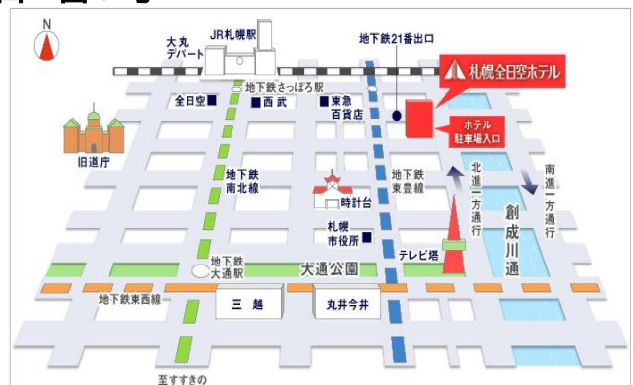 N
JR札幌駅
大丸
デパート
地下鉄21番出口
札幌全日空ホテル
地下鉄さっぽろ駅
全日空
西武
東急
百貨店
ホテル
駐車場入口
旧道庁
地下鉄
南北線
時計台
地下鉄
東豊線
北進一方通行
南進一方通行
創成川通
札幌
市役所
テレビ塔
地下鉄
大通駅
大通公園
地下鉄東西線
三越
丸井今井
至すすきの